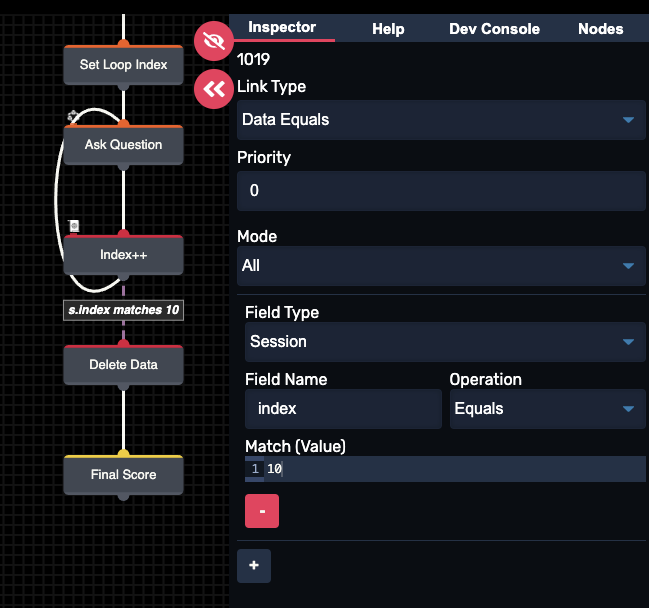 Set Loop Index
Ask Question
Index++
s.index matches 10
Delete Data
Final Score
Inspector
Help
Dev Console
Nodes
1019
Link Type
Data Equals
Priority
0
Mode
All
Field Type
Session
Field Name
Operation
index
Equals
Match (Value)
1 10
-
+